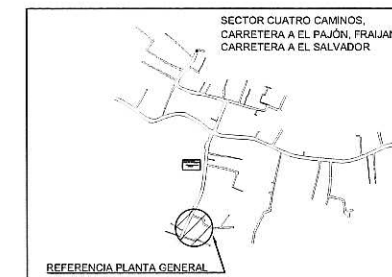 SECTOR CUATRO CAMINOS,
CARRETERA A EL PAJÓN, FRAIJAN
CARRETERA A EL SALVADOR
REFERENCIA PLANTA GENERAL